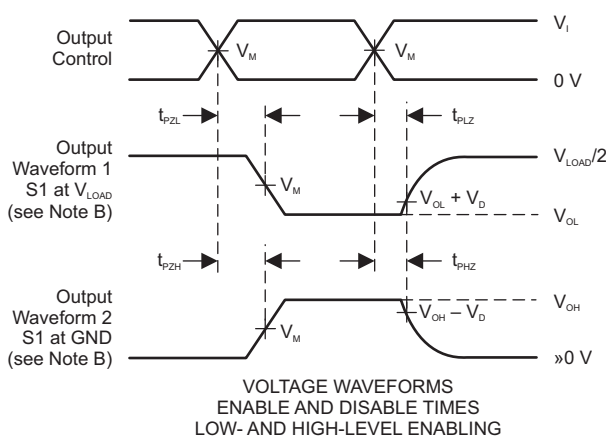 Output
Control
V_M
V_M
V_I
0 V
t_PZL
t_PLZ
Output
Waveform 1
S1 at V_LOAD
(see Note B)
V_M
V_OL + V_D
V_LOAD/2
V_OL
t_PZH
t_PHZ
Output
Waveform 2
S1 at GND
(see Note B)
V_M
V_OH – V_D
V_OH
»0 V
VOLTAGE WAVEFORMS
ENABLE AND DISABLE TIMES
LOW- AND HIGH-LEVEL ENABLING